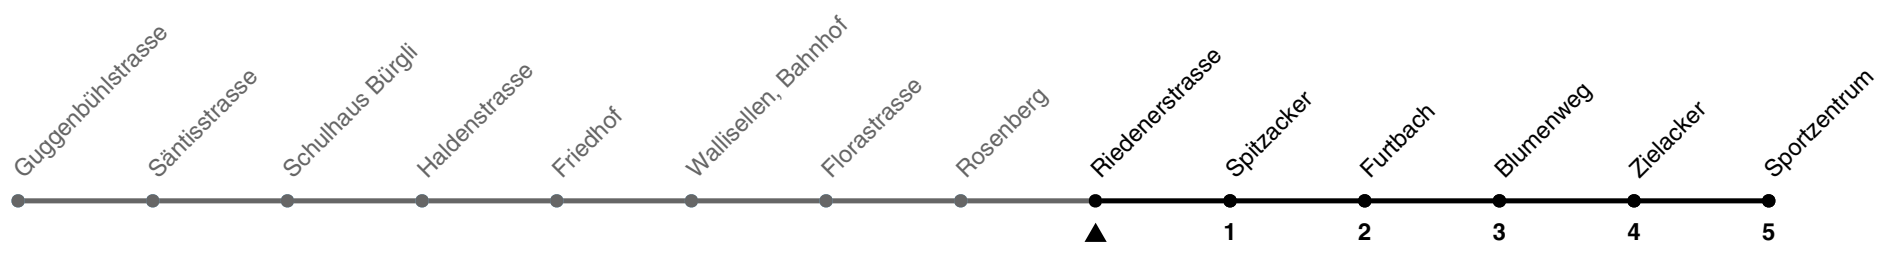 Guggenbühlstrasse
Säntisstrasse
Schulhaus Bürgli
Haldenstrasse
Friedhof
Wallisellen, Bahnhof
Florastrasse
Rosenberg
Riedenerstrasse
Spitzacker
Furtbach
Blumenweg
Zielacker
Sportzentrum
1 2 3 4 5